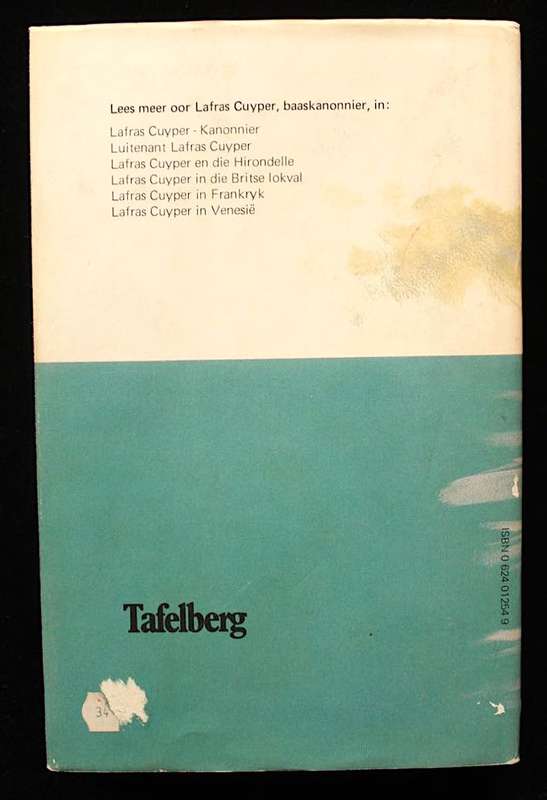 Lees meer oor Lafras Cuyper, baaskanonnier, in:
Lafras Cuyper - Kanonnier
Luitenant Lafras Cuyper
Lafras Cuyper en die Hirondelle
Lafras Cuyper in die Britse lokval
Lafras Cuyper in Frankryk
Lafras Cuyper in Venesië
ISBN 0 624 01254 9
Tafelberg
34